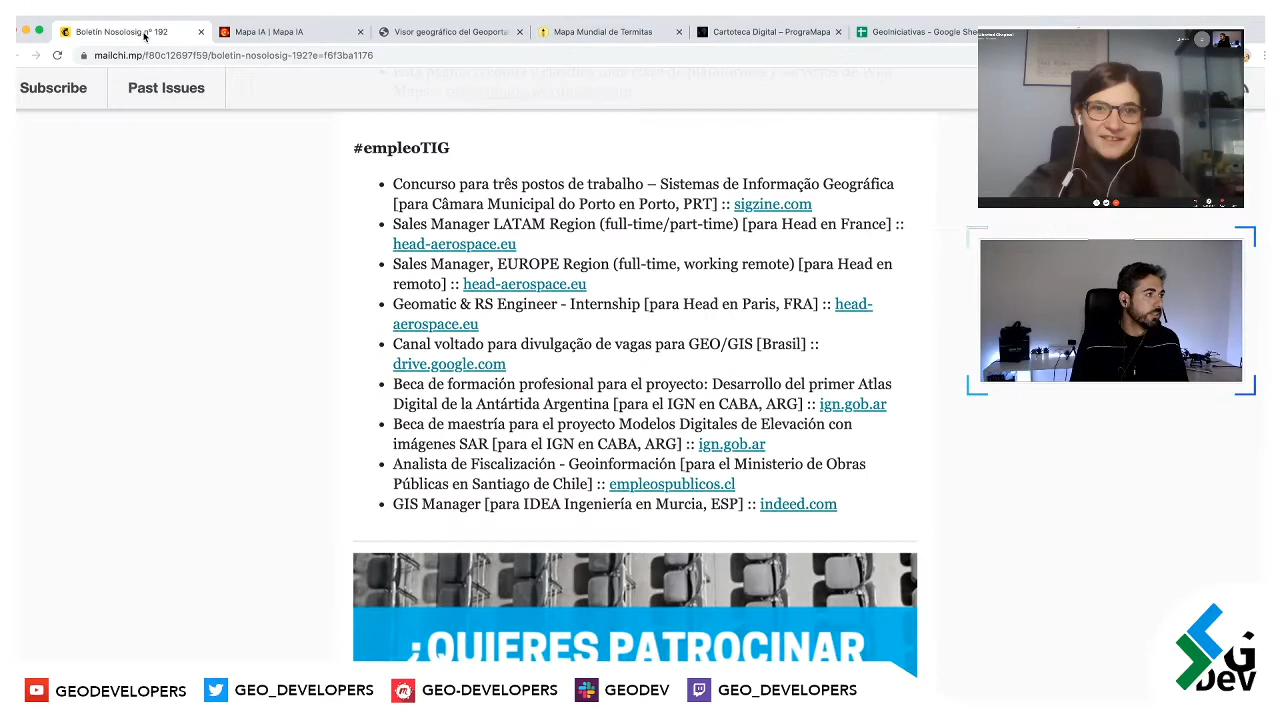 Boletín Nosolosig nº 192
Mapa IA | Mapa IA
Visor geográfico del Geoporta
Mapa Mundial de Termitas
Cartoteca Digital – PrograMapa
GeoIniciativas - Google She
mailchi.mp/f80c12697f59/boletin-nosolosig-192?e=f6f3ba1176
Subscribe
Past Issues
#empleoTIG
• Concurso para três postos de trabalho – Sistemas de Informação Geográfica
[para Câmara Municipal do Porto en Porto, PRT] :: sigzine.com
• Sales Manager LATAM Region (full-time/part-time) [para Head en France] ::
head-aerospace.eu
• Sales Manager, EUROPE Region (full-time, working remote) [para Head en
remoto] :: head-aerospace.eu
• Geomatic & RS Engineer - Internship [para Head en Paris, FRA] :: head-
aerospace.eu
• Canal voltado para divulgação de vagas para GEO/GIS [Brasil] ::
drive.google.com
• Beca de formación profesional para el proyecto: Desarrollo del primer Atlas
Digital de la Antártida Argentina [para el IGN en CABA, ARG] :: ign.gob.ar
• Beca de maestría para el proyecto Modelos Digitales de Elevación con
imágenes SAR [para el IGN en CABA, ARG] :: ign.gob.ar
• Analista de Fiscalización - Geoinformación [para el Ministerio de Obras
Públicas en Santiago de Chile] :: empleospublicos.cl
• GIS Manager [para IDEA Ingeniería en Murcia, ESP] :: indeed.com
¿QUIERES PATROCINAR
GEODEVELOPERS
GEO_DEVELOPERS
GEO-DEVELOPERS
GEODEV
GEO_DEVELOPERS
G
Dev